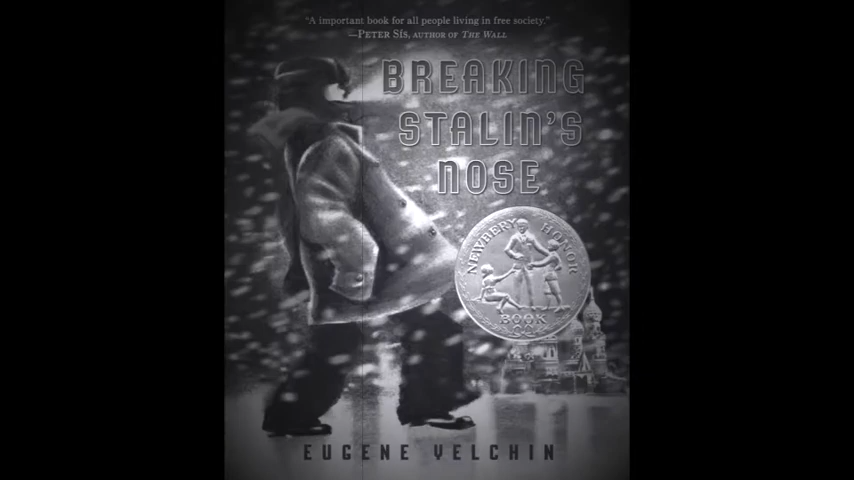 “A important book for all people living in free society.”
—PETER SÍS, AUTHOR OF THE WALL
BREAKING
STALIN’S
NOSE
NEWBERY HONOR
BOOK
EUGENE YELCHIN